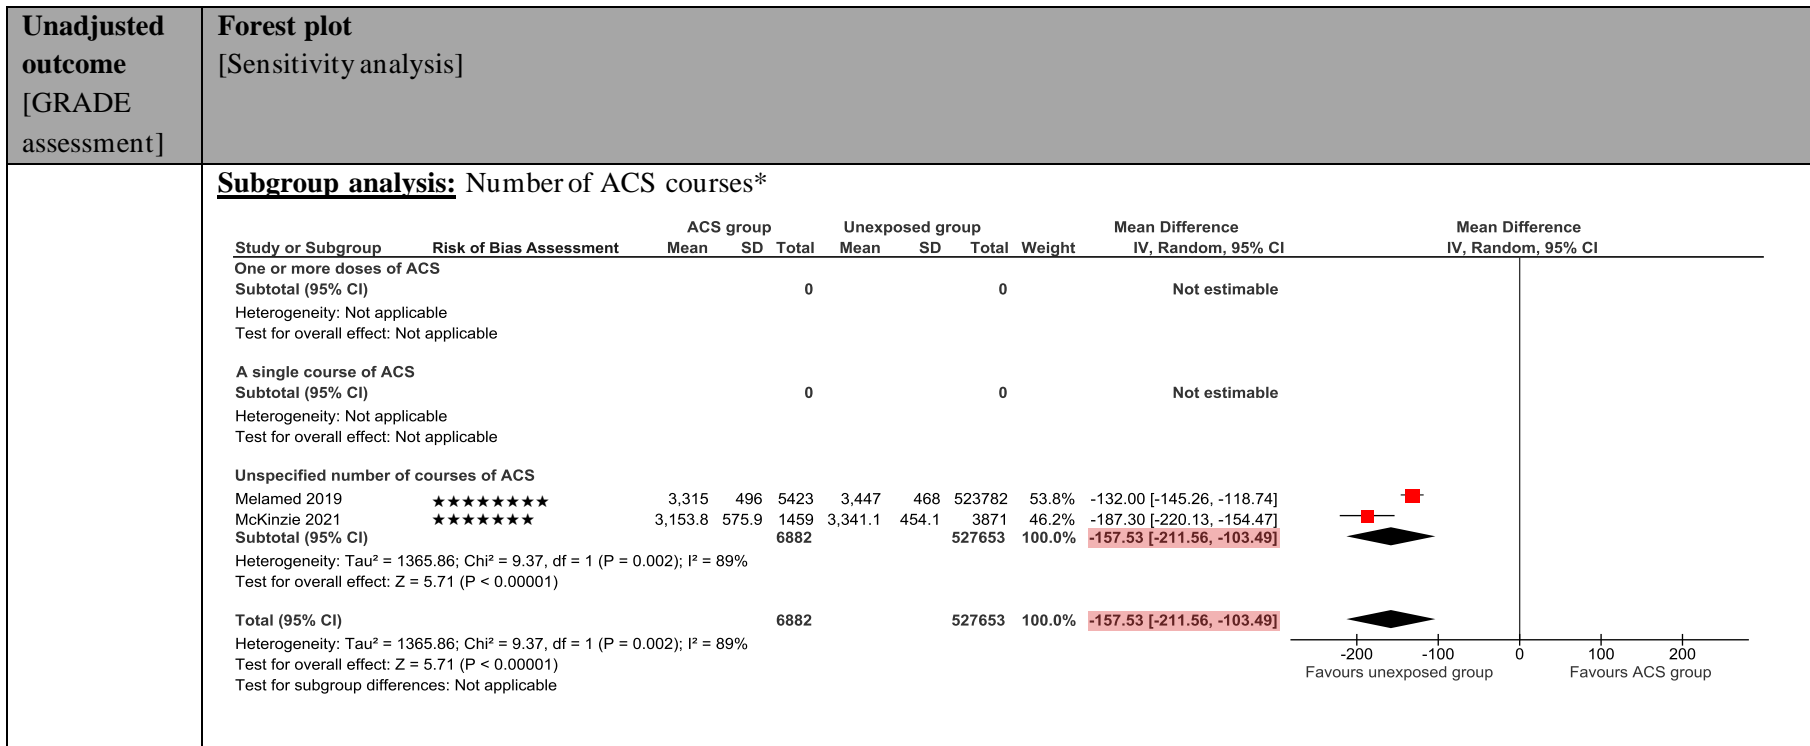 Unadjusted outcome [GRADE assessment]
Forest plot
[Sensitivity analysis]
Subgroup analysis: Number of ACS courses*
ACS group Unexposed group Mean Difference Mean Difference
Study or Subgroup Risk of Bias Assessment Mean SD Total Mean SD Total Weight IV, Random, 95% CI IV, Random, 95% CI
One or more doses of ACS
Subtotal (95% CI) 0 0 Not estimable
Heterogeneity: Not applicable
Test for overall effect: Not applicable
A single course of ACS
Subtotal (95% CI) 0 0 Not estimable
Heterogeneity: Not applicable
Test for overall effect: Not applicable
Unspecified number of courses of ACS
Melamed 2019 ★★★★★★★★ 3,315 496 5423 3,447 468 523782 53.8% -132.00 [-145.26, -118.74]
McKinzie 2021 ★★★★★★★ 3,153.8 575.9 1459 3,341.1 454.1 3871 46.2% -187.30 [-220.13, -154.47]
Subtotal (95% CI) 6882 527653 100.0% -157.53 [-211.56, -103.49]
Heterogeneity: Tau² = 1365.86; Chi² = 9.37, df = 1 (P = 0.002); I² = 89%
Test for overall effect: Z = 5.71 (P < 0.00001)
Total (95% CI) 6882 527653 100.0% -157.53 [-211.56, -103.49]
Heterogeneity: Tau² = 1365.86; Chi² = 9.37, df = 1 (P = 0.002); I² = 89%
Test for overall effect: Z = 5.71 (P < 0.00001)
Test for subgroup differences: Not applicable
-200 -100 0 100 200
Favours unexposed group Favours ACS group